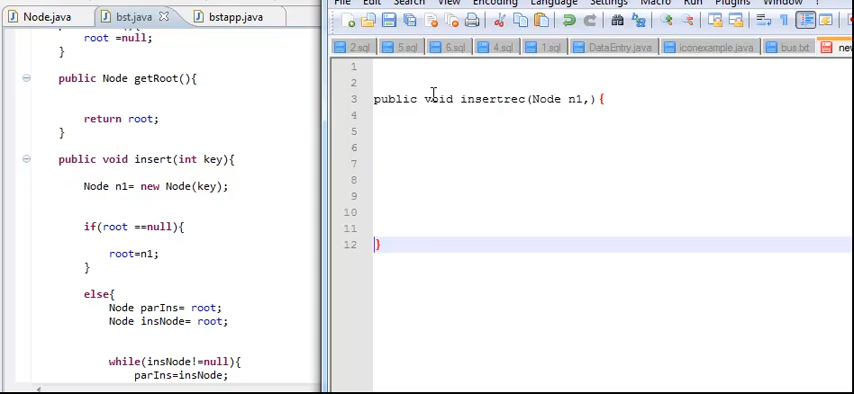 Node.java
bst.java
bstapp.java
root =null;
}
public Node getRoot(){
return root;
}
public void insert(int key){
Node n1= new Node(key);
if(root ==null){
root=n1;
}
else{
Node parIns= root;
Node insNode= root;
while(insNode!=null){
parIns=insNode;
File Edit Search View Encoding Language Settings Macro Run Plugins Window ?
2.sql 5.sql 6.sql 4.sql 1.sql DataEntry.java iconexample.java bus.txt new
1
2
3 public void insertrec(Node n1,){
4
5
6
7
8
9
10
11
12 }